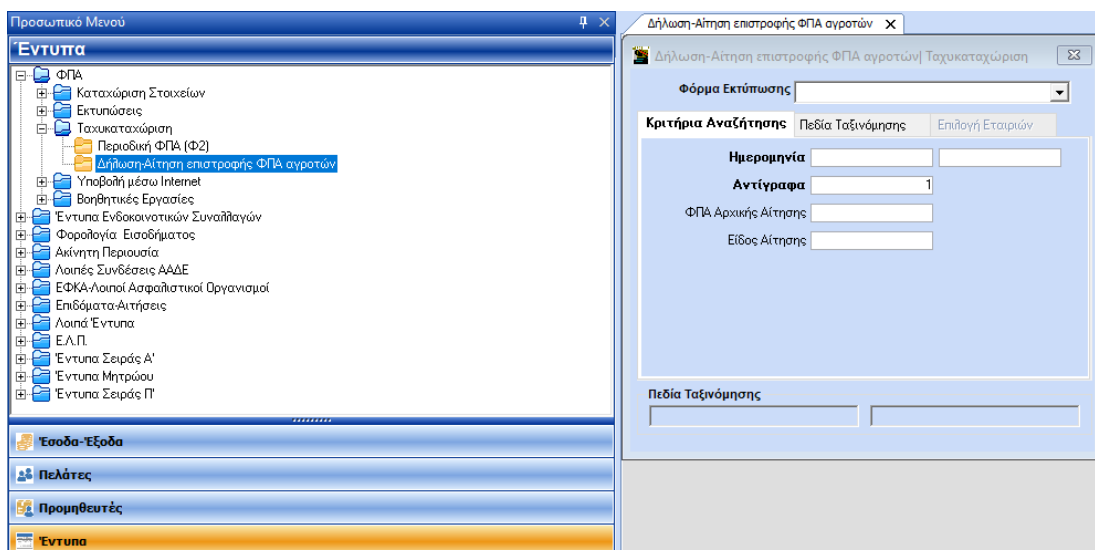 Προσωπικό Μενού
Έντυπα
ΦΠΑ
Καταχώριση Στοιχείων
Εκτυπώσεις
Ταχυκαταχώριση
Περιοδική ΦΠΑ (Φ2)
Δήλωση-Αίτηση επιστροφής ΦΠΑ αγροτών
Υποβολή μέσω Internet
Βοηθητικές Εργασίες
Έντυπα Ενδοκοινοτικών Συναλλαγών
Φορολογία Εισοδήματος
Ακίνητη Περιουσία
Λοιπές Συνδέσεις ΑΑΔΕ
ΕΦΚΑ-Λοιποί Ασφαλιστικοί Οργανισμοί
Επιδόματα-Αιτήσεις
Λοιπά Έντυπα
Ε.Λ.Π.
Έντυπα Σειράς Α'
Έντυπα Μητρώου
Έντυπα Σειράς Π'
Έσοδα-Έξοδα
Πελάτες
Προμηθευτές
Έντυπα
Δήλωση-Αίτηση επιστροφής ΦΠΑ αγροτών
Δήλωση-Αίτηση επιστροφής ΦΠΑ αγροτών| Ταχυκαταχώριση
Φόρμα Εκτύπωσης
Κριτήρια Αναζήτησης Πεδία Ταξινόμησης Επιλογή Εταιριών
Ημερομηνία
Αντίγραφα 1
ΦΠΑ Αρχικής Αίτησης
Είδος Αίτησης
Πεδία Ταξινόμησης